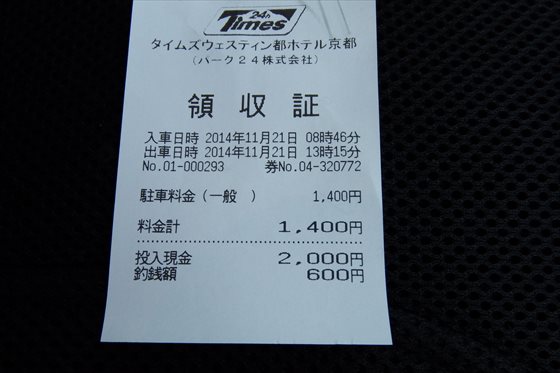 24h
Times
タイムズウェスティン都ホテル京都
(パーク24株式会社)
領収証
入車日時 2014年11月21日 08時46分
出車日時 2014年11月21日 13時15分
No.01-000293 券No.04-320772
駐車料金(一般 ) 1,400円
料金計 1,400円
投入現金 2,000円
釣銭額 600円